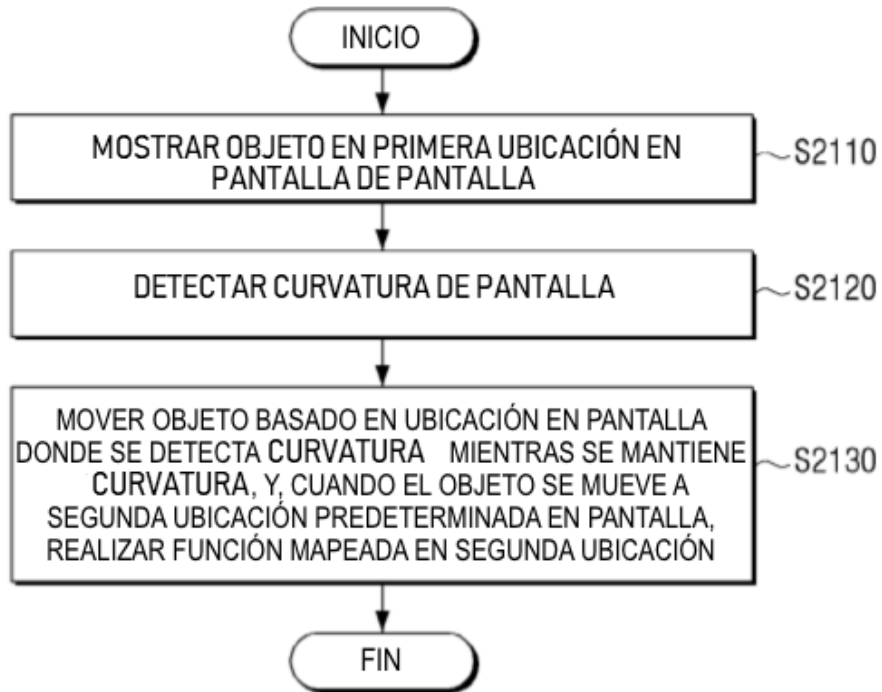 INICIO
MOSTRAR OBJETO EN PRIMERA UBICACIÓN EN
PANTALLA DE PANTALLA
S2110
DETECTAR CURVATURA DE PANTALLA
S2120
MOVER OBJETO BASADO EN UBICACIÓN EN PANTALLA
DONDE SE DETECTA CURVATURA MIENTRAS SE MANTIENE
CURVATURA, Y, CUANDO EL OBJETO SE MUEVE A
SEGUNDA UBICACIÓN PREDETERMINADA EN PANTALLA,
REALIZAR FUNCIÓN MAPEADA EN SEGUNDA UBICACIÓN
S2130
FIN